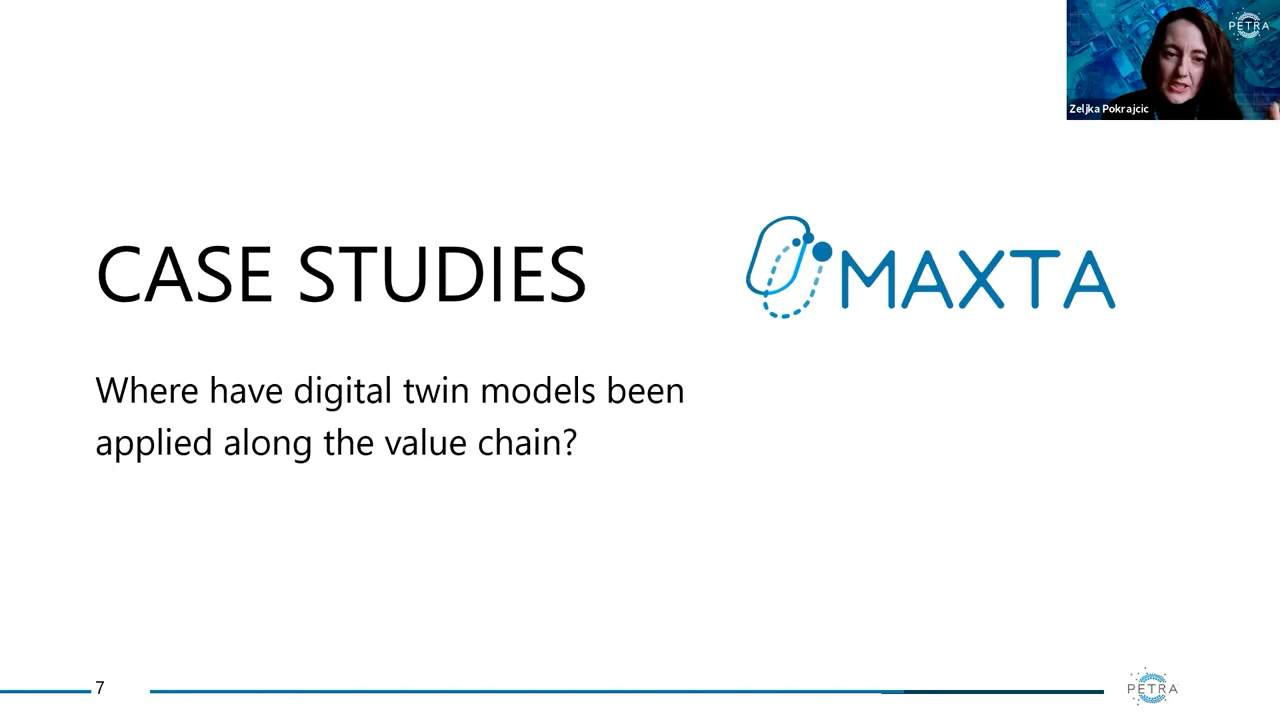 PETRA
Zeljka Pokrajcic
CASE STUDIES
MAXTA
Where have digital twin models been
applied along the value chain?
7
PETRA